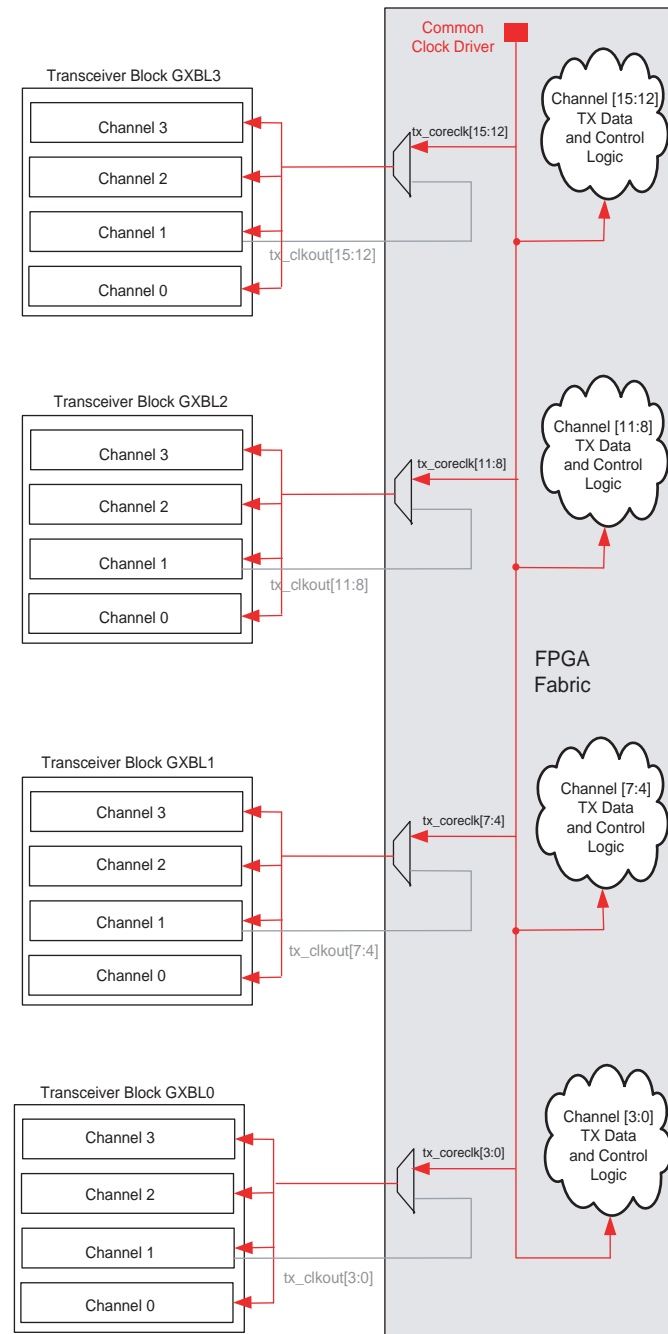 Common
Clock Driver
Transceiver Block GXBL3
Channel 3
Channel 2
Channel 1
Channel 0
tx_coreclk[15:12]
tx_clkout[15:12]
Channel [15:12]
TX Data
and Control
Logic
Transceiver Block GXBL2
Channel 3
Channel 2
Channel 1
Channel 0
tx_coreclk[11:8]
tx_clkout[11:8]
Channel [11:8]
TX Data
and Control
Logic
FPGA
Fabric
Transceiver Block GXBL1
Channel 3
Channel 2
Channel 1
Channel 0
tx_coreclk[7:4]
tx_clkout[7:4]
Channel [7:4]
TX Data
and Control
Logic
Transceiver Block GXBL0
Channel 3
Channel 2
Channel 1
Channel 0
tx_coreclk[3:0]
tx_clkout[3:0]
Channel [3:0]
TX Data
and Control
Logic